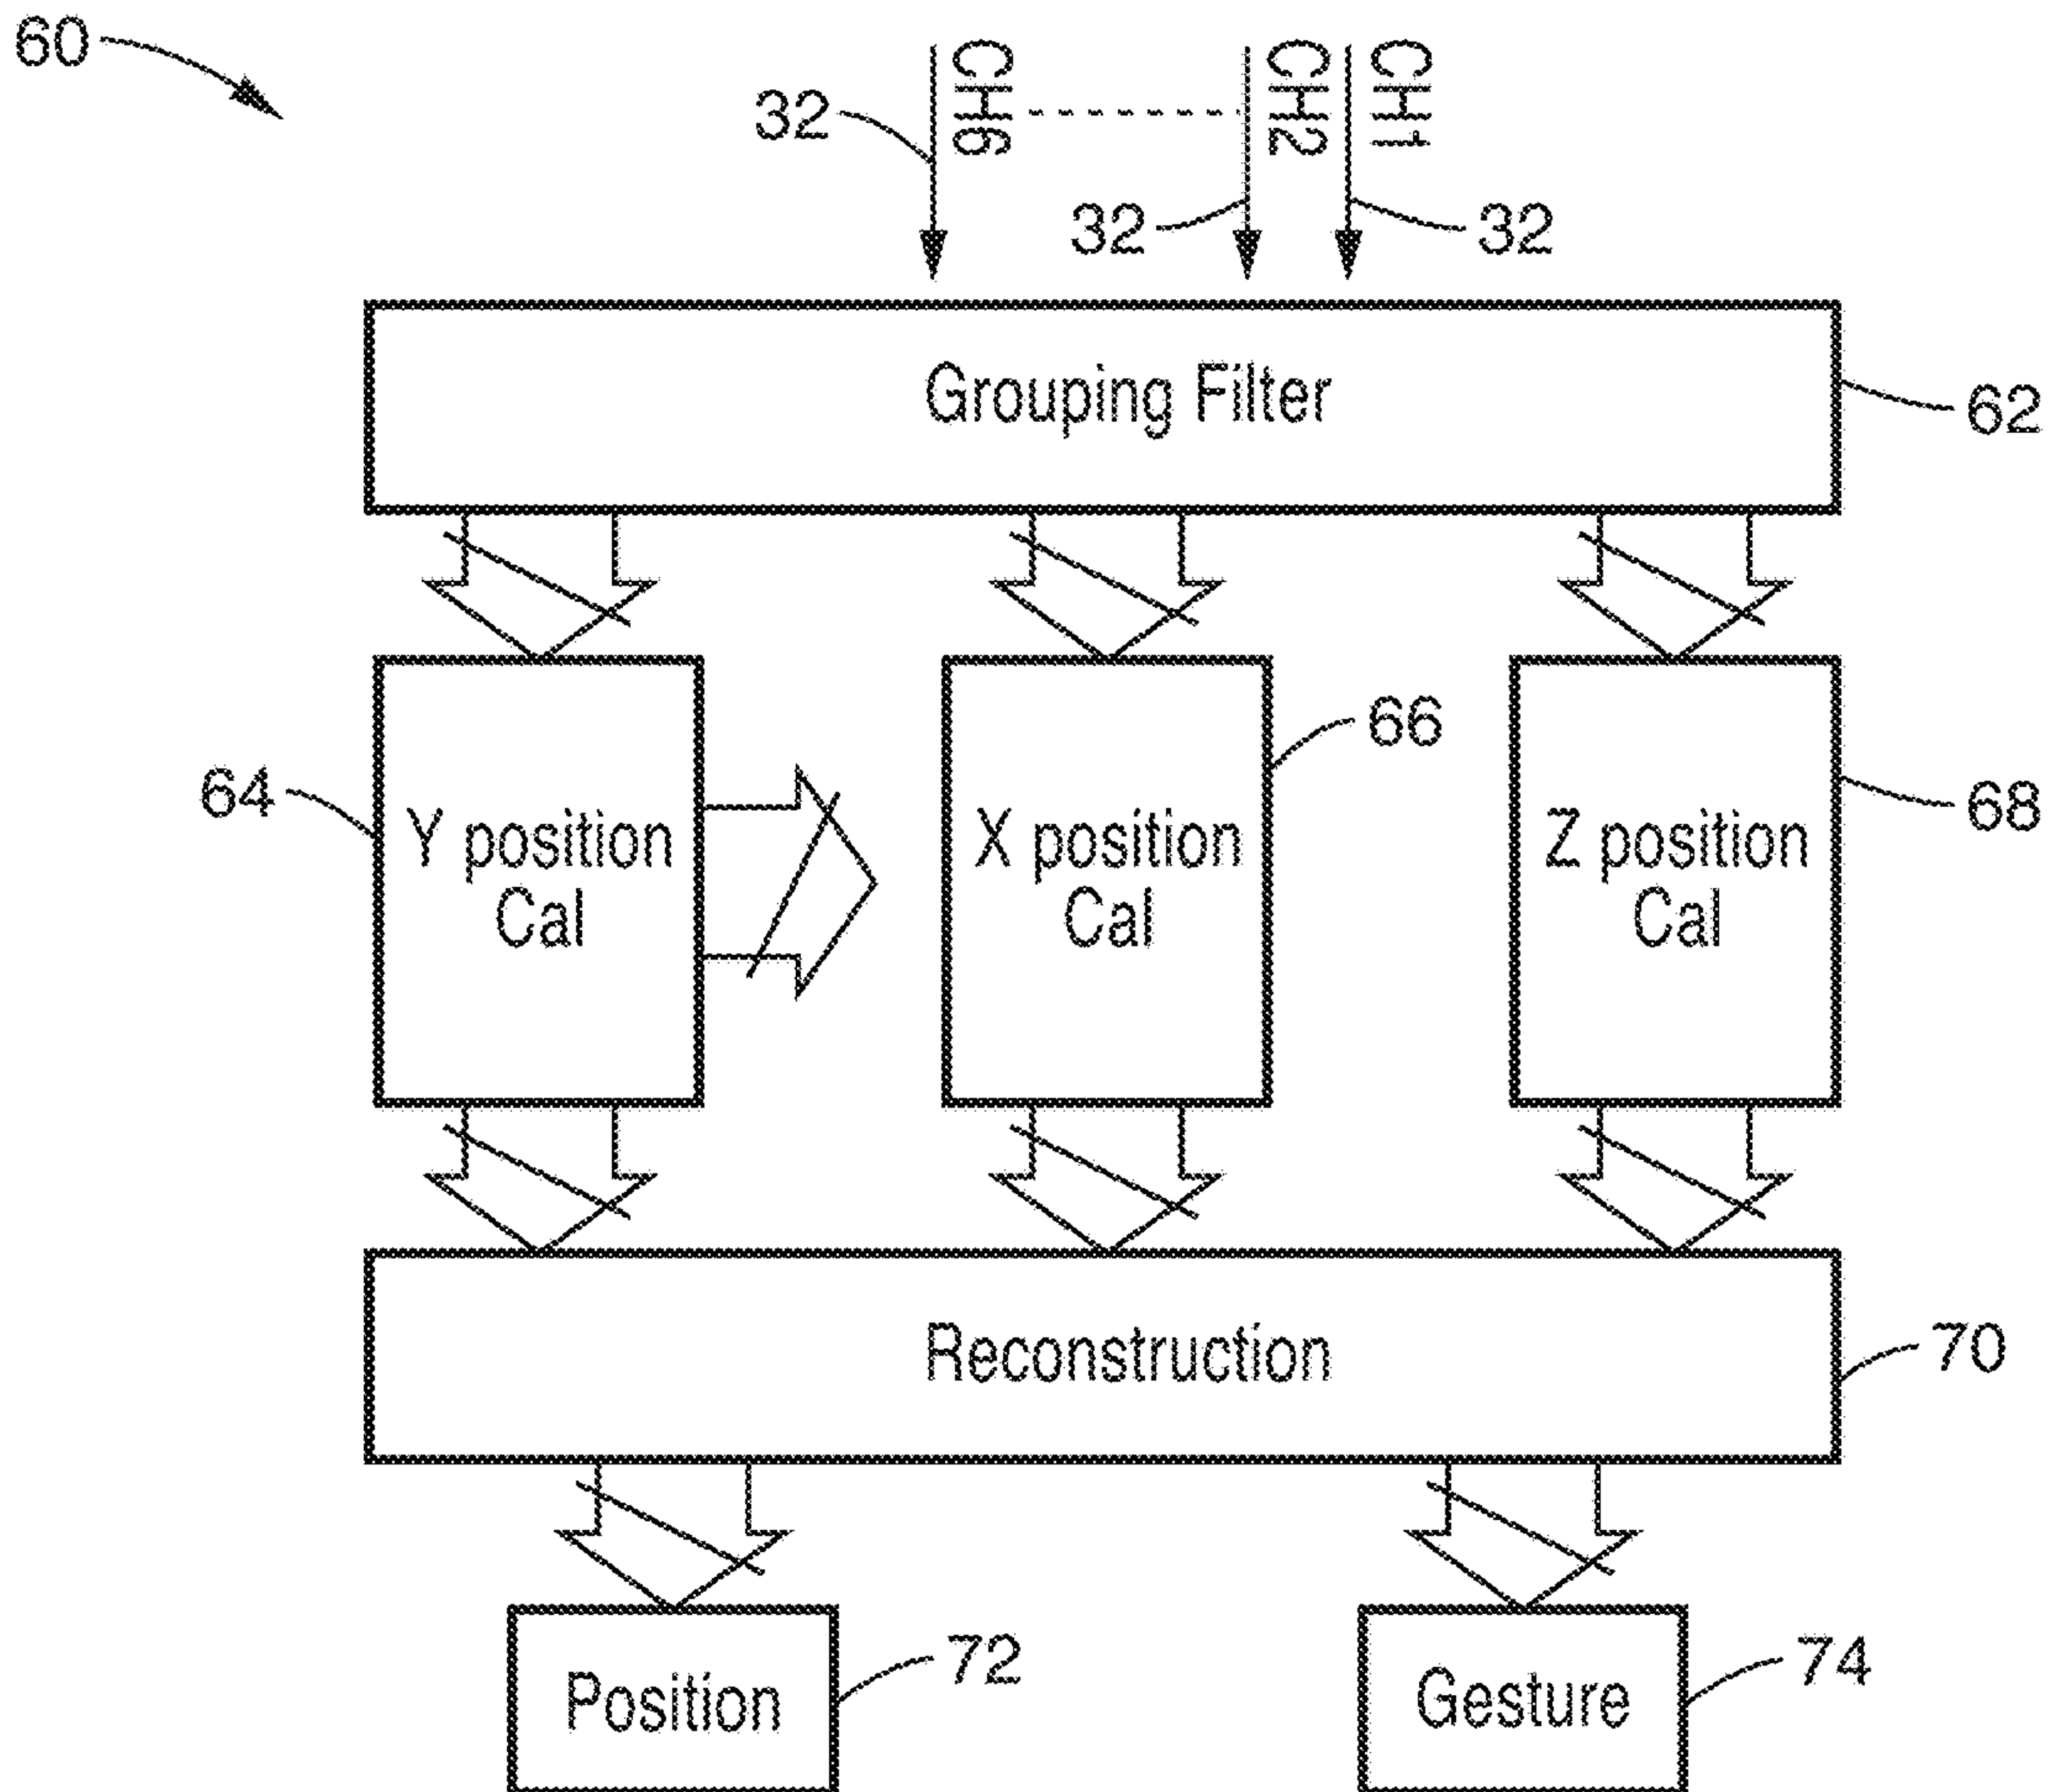 60
CH6
CH2
CH1
32
32
32
Grouping Filter
62
Y position
Cal
64
X position
Cal
66
Z position
Cal
68
Reconstruction
70
Position
72
Gesture
74